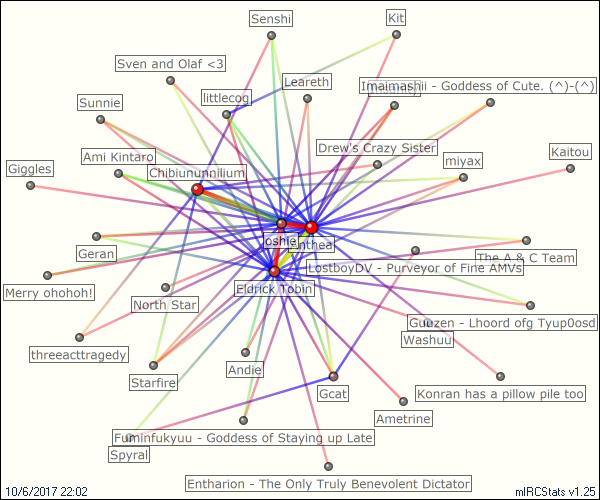 Senshi
Kit
Sven and Olaf <3
Leareth
Imaimashii - Goddess of Cute. (^)-(^)
littlecog
Sunnie
Drew's Crazy Sister
Kaitou
Ami Kintaro
miyax
Giggles
Chibiununnilium
oshie
Anthea
Geran
The A & C Team
LostboyDV - Purveyor of Fine AMVs
Merry ohohoh!
Eldrick Tobin
North Star
Guuzen - Lhoord ofg Tyup0osd
Washuu
threeacttragedy
Andie
Starfire
Gcat
Konran has a pillow pile too
Ametrine
Fuminfukyuu - Goddess of Staying up Late
Spyral
Entharion - The Only Truly Benevolent Dictator
10/6/2017 22:02
mIRCStats v1.25